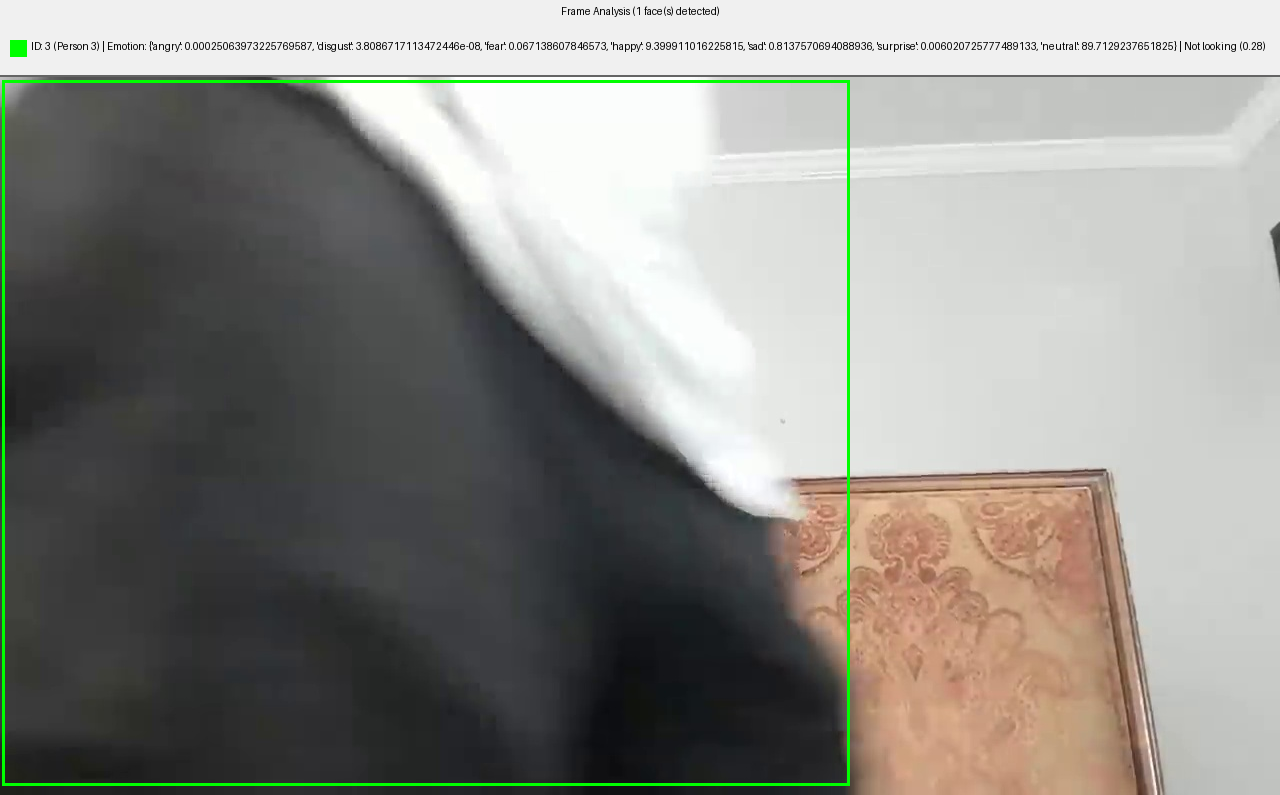 Frame Analysis (1 face(s) detected)
ID: 3 (Person 3) | Emotion: {'angry': 0.00025063973225769587, 'disgust': 3.8086717113472446e-08, 'fear': 0.067138607846573, 'happy': 9.399911016225815, 'sad': 0.8137570694088936, 'surprise': 0.006020725777489133, 'neutral': 89.7129237651825} | Not looking (0.28)